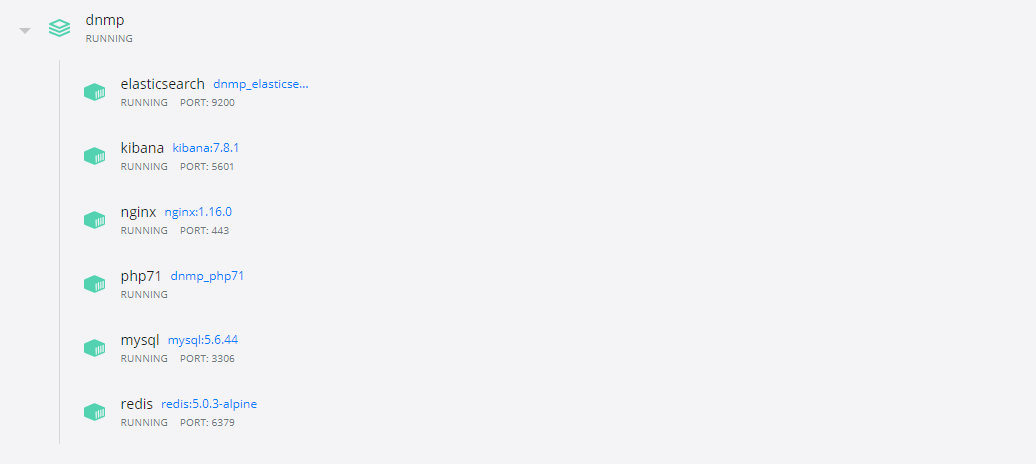 dnmp
RUNNING
elasticsearch dnmp_elasticse...
RUNNING PORT: 9200
kibana kibana:7.8.1
RUNNING PORT: 5601
nginx nginx:1.16.0
RUNNING PORT: 443
php71 dnmp_php71
RUNNING
mysql mysql:5.6.44
RUNNING PORT: 3306
redis redis:5.0.3-alpine
RUNNING PORT: 6379